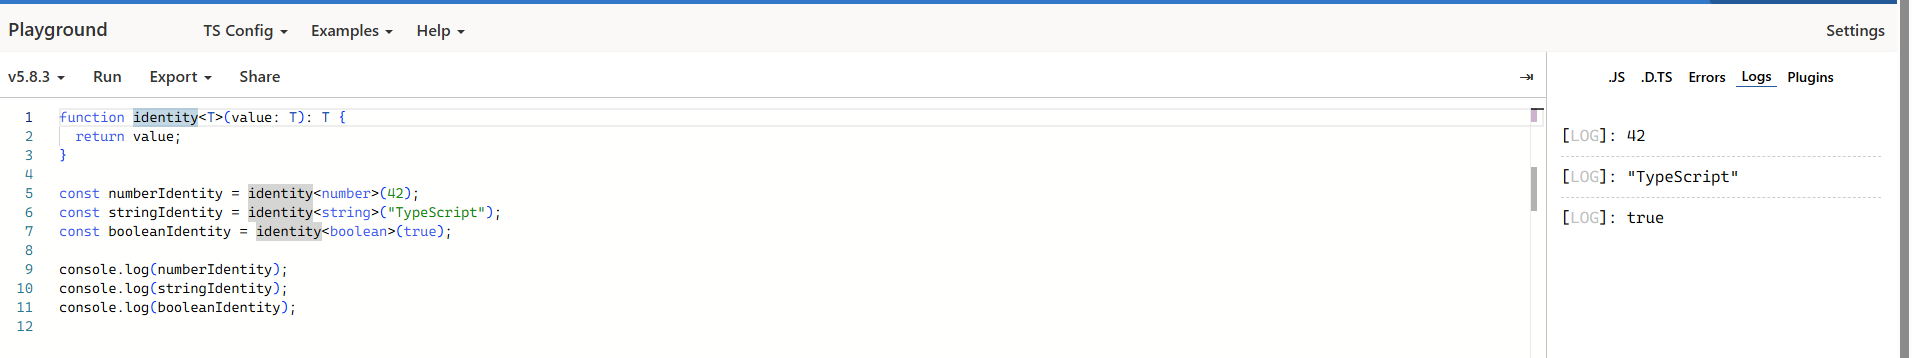 Playground TS Config Examples Help Settings
v5.8.3 Run Export Share .JS .D.TS Errors Logs Plugins
1 function identity<T>(value: T): T {
2   return value;
3 }
4
5 const numberIdentity = identity<number>(42);
6 const stringIdentity = identity<string>("TypeScript");
7 const booleanIdentity = identity<boolean>(true);
8
9 console.log(numberIdentity);
10 console.log(stringIdentity);
11 console.log(booleanIdentity);
12
[LOG]: 42
[LOG]: "TypeScript"
[LOG]: true